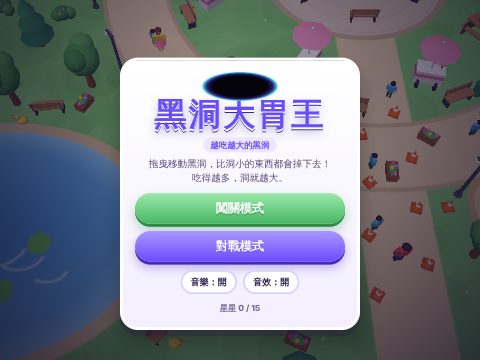 黑洞大胃王
越吃越大的黑洞
拖曳移動黑洞，比洞小的東西都會掉下去！
吃得越多，洞就越大。
闖關模式
對戰模式
音樂：開 音效：開
星星 0 / 15